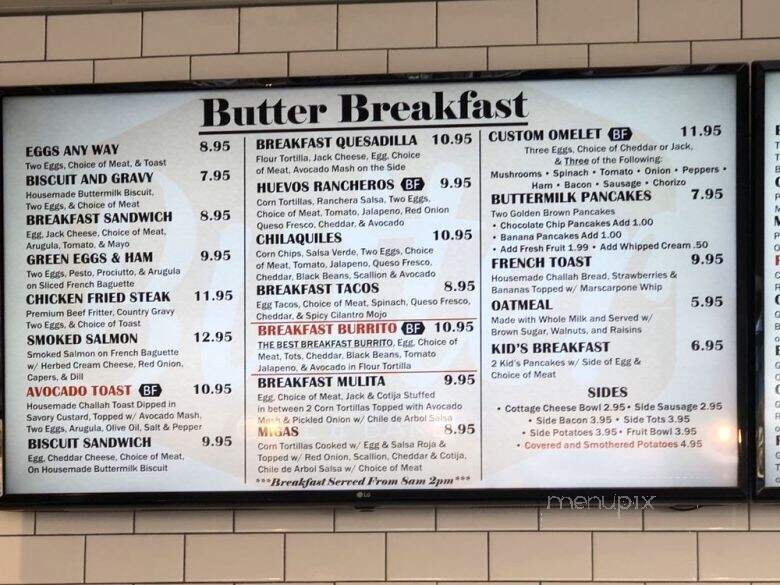 Butter Breakfast
EGGS ANY WAY 8.95
Two Eggs, Choice of Meat, & Toast
BISCUIT AND GRAVY 7.95
Housemade Buttermilk Biscuit,
Two Eggs, & Choice of Meat
BREAKFAST SANDWICH 8.95
Egg, Jack Cheese, Choice of Meat,
Arugula, Tomato, & Mayo
GREEN EGGS & HAM 9.95
Two Eggs, Pesto, Prociutto, & Arugula
on Sliced French Baguette
CHICKEN FRIED STEAK 11.95
Premium Beef Fritter, Country Gravy
Two Eggs, & Choice of Toast
SMOKED SALMON 12.95
Smoked Salmon on French Baguette
w/ Herbed Cream Cheese, Red Onion,
Capers, & Dill
AVOCADO TOAST BF 10.95
Housemade Challah Toast Dipped in
Savory Custard, Topped w/ Avocado Mash,
Two Eggs, Arugula, Olive Oil, Salt & Pepper
BISCUIT SANDWICH 9.95
Egg, Cheddar Cheese, Choice of Meat,
On Housemade Buttermilk Biscuit
BREAKFAST QUESADILLA 10.95
Flour Tortilla, Jack Cheese, Egg, Choice
of Meat, Avocado Mash on the Side
HUEVOS RANCHEROS BF 9.95
Corn Tortillas, Ranchera Salsa, Two Eggs,
Choice of Meat, Tomato, Jalapeno, Red Onion
Queso Fresco, Cheddar, & Avocado
CHILAQUILES 10.95
Corn Chips, Salsa Verde, Two Eggs, Choice
of Meat, Tomato, Jalapeno, Queso Fresco,
Cheddar, Black Beans, Scallion & Avocado
BREAKFAST TACOS 8.95
Egg Tacos, Choice of Meat, Spinach, Queso Fresco,
Cheddar, & Spicy Cilantro Mojo
BREAKFAST BURRITO BF 10.95
THE BEST BREAKFAST BURRITO, Egg, Choice of
Meat, Tots, Cheddar, Black Beans, Tomato
Jalapeno, & Avocado in Flour Tortilla
BREAKFAST MULITA 9.95
Egg, Choice of Meat, Jack & Cotija Stuffed
in between 2 Corn Tortillas Topped with Avocado
Mash & Pickled Onion w/ Chile de Arbol Salsa
MIGAS 8.95
Corn Tortillas Cooked w/ Egg & Salsa Roja &
Topped w/ Red Onion, Scallion, Cheddar & Cotija,
Chile de Arbol Salsa w/ Choice of Meat
***Breakfast Served From 8am 2pm***
CUSTOM OMELET BF 11.95
Three Eggs, Choice of Cheddar or Jack,
& Three of the Following:
Mushrooms • Spinach • Tomato • Onion • Peppers •
Ham • Bacon • Sausage • Chorizo
BUTTERMILK PANCAKES 7.95
Two Golden Brown Pancakes
• Chocolate Chip Pancakes Add 1.00
• Banana Pancakes Add 1.00
• Add Fresh Fruit 1.99 • Add Whipped Cream .50
FRENCH TOAST 9.95
Housemade Challah Bread, Strawberries &
Bananas Topped w/ Marscarpone Whip
OATMEAL 5.95
Made with Whole Milk and Served w/
Brown Sugar, Walnuts, and Raisins
KID'S BREAKFAST 6.95
2 Kid's Pancakes w/ Side of Egg &
Choice of Meat
SIDES
• Cottage Cheese Bowl 2.95 • Side Sausage 2.95
• Side Bacon 3.95 • Side Tots 3.95
• Side Potatoes 3.95 • Fruit Bowl 3.95
• Covered and Smothered Potatoes 4.95
LG
menupix